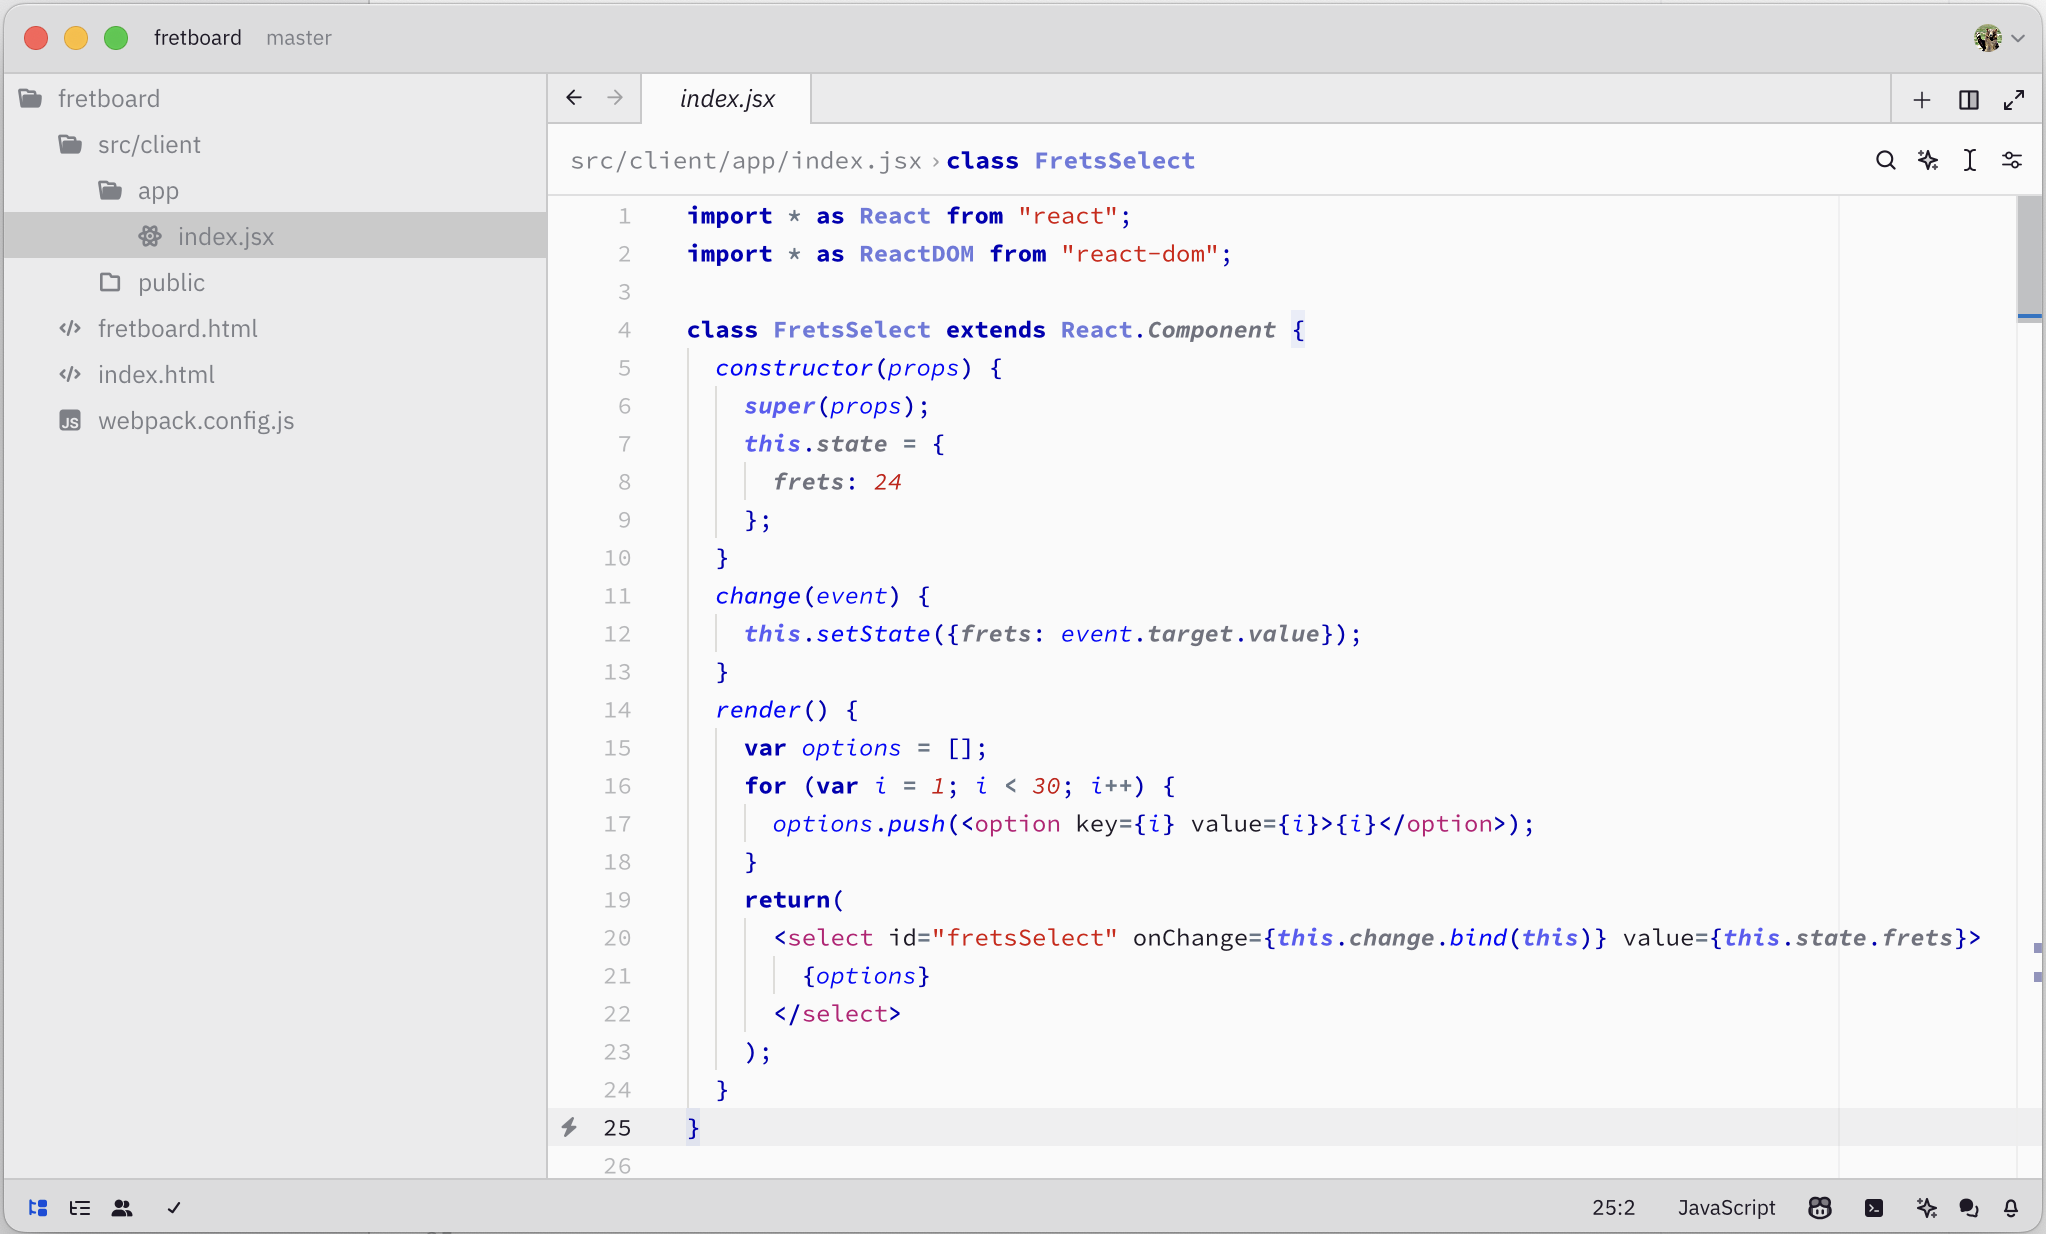 fretboard master
fretboard
src/client
app
index.jsx
public
fretboard.html
index.html
JS webpack.config.js
index.jsx
src/client/app/index.jsx › class FretsSelect
1 import * as React from "react";
2 import * as ReactDOM from "react-dom";
3
4 class FretsSelect extends React.Component {
5 constructor(props) {
6 super(props);
7 this.state = {
8 frets: 24
9 };
10 }
11 change(event) {
12 this.setState({frets: event.target.value});
13 }
14 render() {
15 var options = [];
16 for (var i = 1; i < 30; i++) {
17 options.push(<option key={i} value={i}>{i}</option>);
18 }
19 return(
20 <select id="fretsSelect" onChange={this.change.bind(this)} value={this.state.frets}>
21 {options}
22 </select>
23 );
24 }
25 }
26
25:2 JavaScript